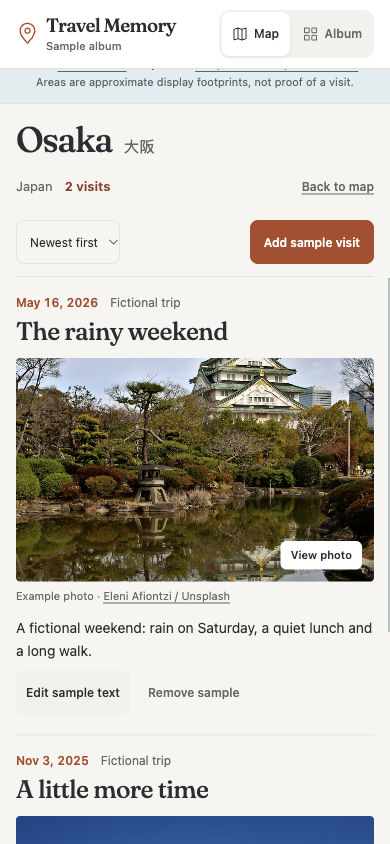 Travel Memory
Sample album
Map
Album
Areas are approximate display footprints, not proof of a visit.
Osaka 大阪
Japan 2 visits
Back to map
Newest first
Add sample visit
May 16, 2026 Fictional trip
The rainy weekend
View photo
Example photo · Eleni Afiontzi / Unsplash
A fictional weekend: rain on Saturday, a quiet lunch and
a long walk.
Edit sample text
Remove sample
Nov 3, 2025 Fictional trip
A little more time